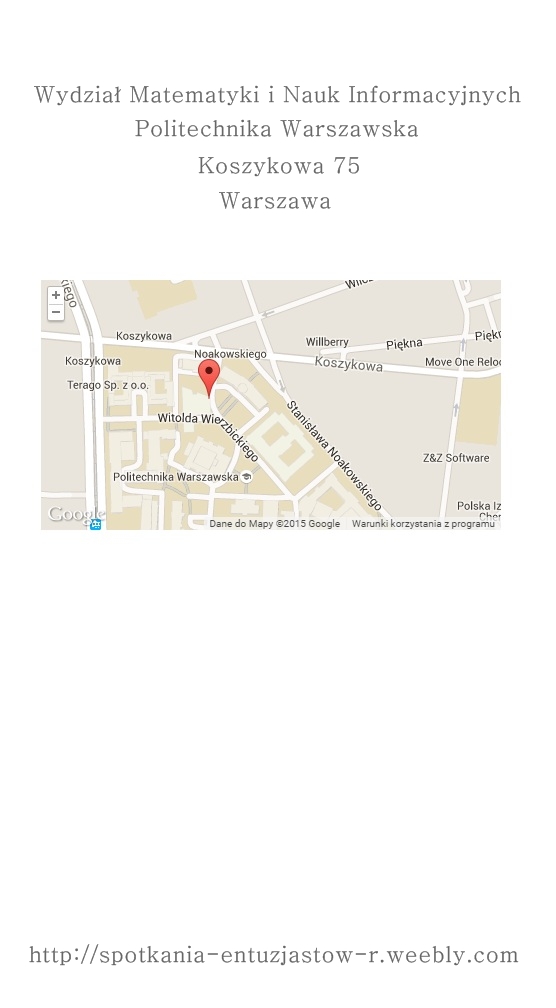 Wydział Matematyki i Nauk Informacyjnych
Politechnika Warszawska
Koszykowa 75
Warszawa
Koszykowa
Koszykowa
Noakowskiego
Willberry
Piękna
Koszykowa
Move One Reloc
Terago Sp. z o.o.
Witolda Wierzbickiego
Stanisława Noakowskiego
Z&Z Software
Politechnika Warszawska
Polska Iz
Google
Dane do Mapy ©2015 Google
Warunki korzystania z programu
http://spotkania-entuzjastow-r.weebly.com